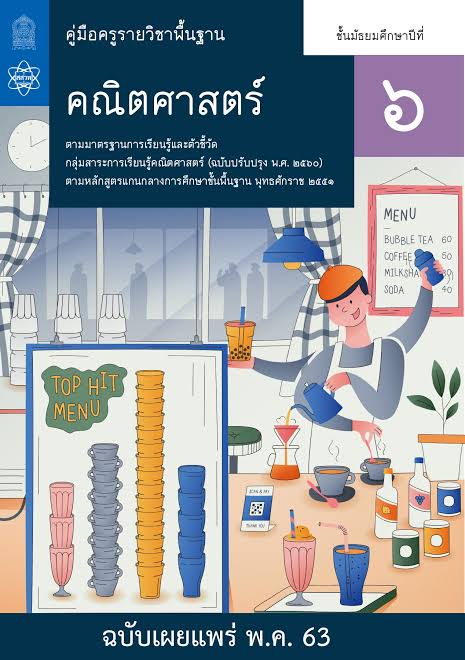 คู่มือครูรายวิชาพื้นฐาน
ชั้นมัธยมศึกษาปีที่
๖
คณิตศาสตร์
ตามมาตรฐานการเรียนรู้และตัวชี้วัด
กลุ่มสาระการเรียนรู้คณิตศาสตร์ (ฉบับปรับปรุง พ.ศ. ๒๕๖๐)
ตามหลักสูตรแกนกลางการศึกษาขั้นพื้นฐาน พุทธศักราช ๒๕๕๑
MENU
BUBBLE TEA 60
COFFEE 50
MILKSHA
SODA 40
TOP HIT
MENU
SCAN & PAY
THANK YOU
ฉบับเผยแพร่ พ.ค. 63